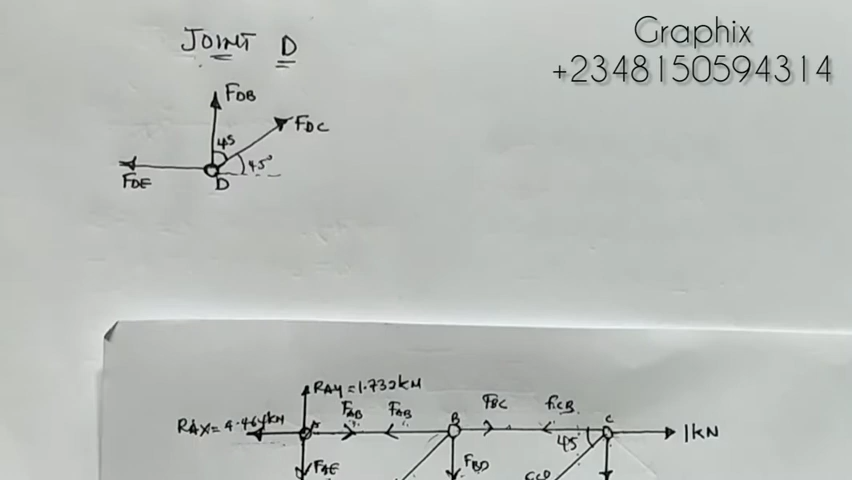 Graphix
+2348150594314
JOINT D
FDB
FDC
45
45°
FDE
D
RAY = 1.732KN
RAX = 4.464KN
A
FAB
FAB
B
FBC
FCB
C
1KN
45
FAE
FBD